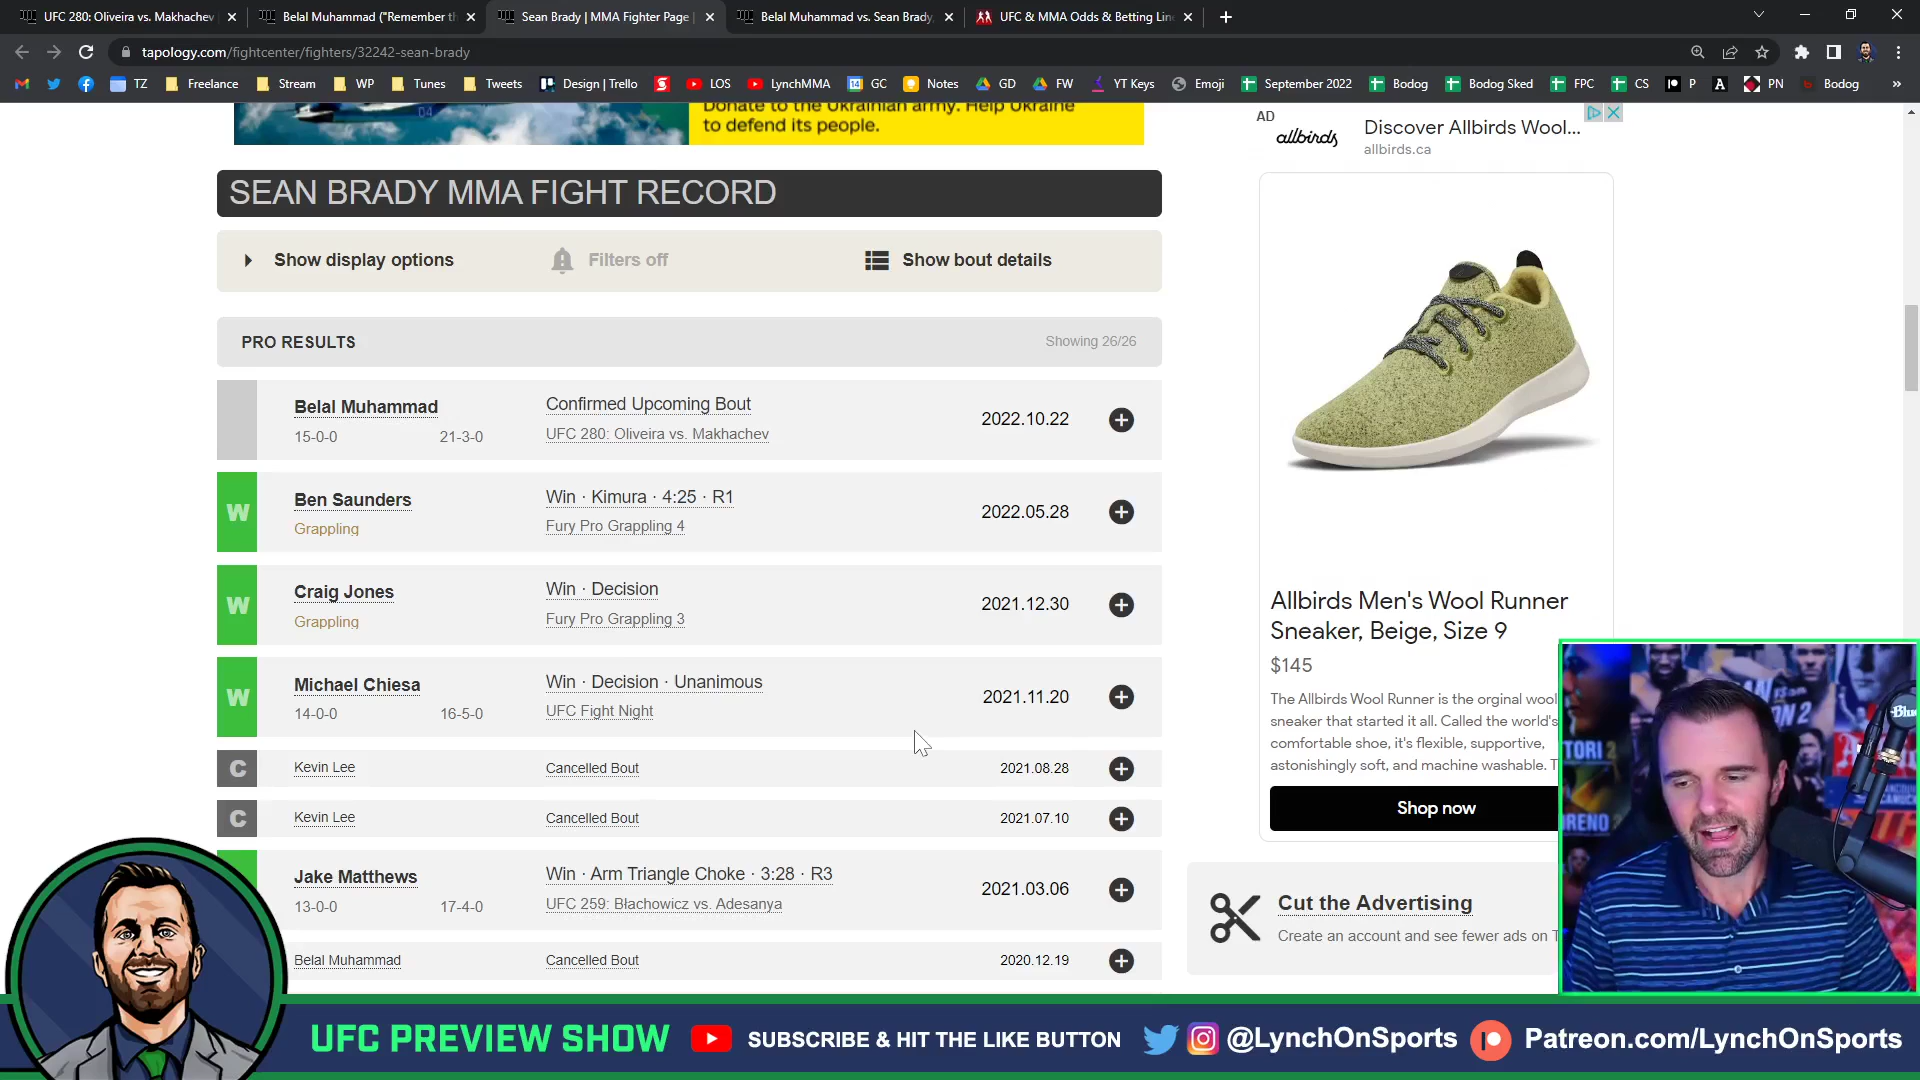 UFC 280: Oliveira vs. Makhachev
Belal Muhammad ("Remember th
Sean Brady | MMA Fighter Page |
Belal Muhammad vs. Sean Brady,
UFC & MMA Odds & Betting Lin
tapology.com/fightcenter/fighters/32242-sean-brady
TZ Freelance Stream WP Tunes Tweets Design | Trello LOS LynchMMA GC Notes GD FW YT Keys Emoji September 2022 Bodog Bodog Sked FPC CS P PN Bodog »
Donate to the Ukrainian army. Help Ukraine
to defend its people.
AD
allbirds
Discover Allbirds Wool...
allbirds.ca
SEAN BRADY MMA FIGHT RECORD
Show display options
Filters off
Show bout details
PRO RESULTS
Showing 26/26
Belal Muhammad
15-0-0 21-3-0
Confirmed Upcoming Bout
UFC 280: Oliveira vs. Makhachev
2022.10.22
W
Ben Saunders
Grappling
Win · Kimura · 4:25 · R1
Fury Pro Grappling 4
2022.05.28
W
Craig Jones
Grappling
Win · Decision
Fury Pro Grappling 3
2021.12.30
W
Michael Chiesa
14-0-0 16-5-0
Win · Decision · Unanimous
UFC Fight Night
2021.11.20
C
Kevin Lee
Cancelled Bout
2021.08.28
C
Kevin Lee
Cancelled Bout
2021.07.10
Jake Matthews
13-0-0 17-4-0
Win · Arm Triangle Choke · 3:28 · R3
UFC 259: Błachowicz vs. Adesanya
2021.03.06
Belal Muhammad
Cancelled Bout
2020.12.19
Allbirds Men's Wool Runner
Sneaker, Beige, Size 9
$145
The Allbirds Wool Runner is the orginal wool
sneaker that started it all. Called the world's
comfortable shoe, it's flexible, supportive,
astonishingly soft, and machine washable. T
Shop now
Cut the Advertising
Create an account and see fewer ads on T
TORI 2
RENO 2
Blue
UFC PREVIEW SHOW
SUBSCRIBE & HIT THE LIKE BUTTON
@LynchOnSports
Patreon.com/LynchOnSports